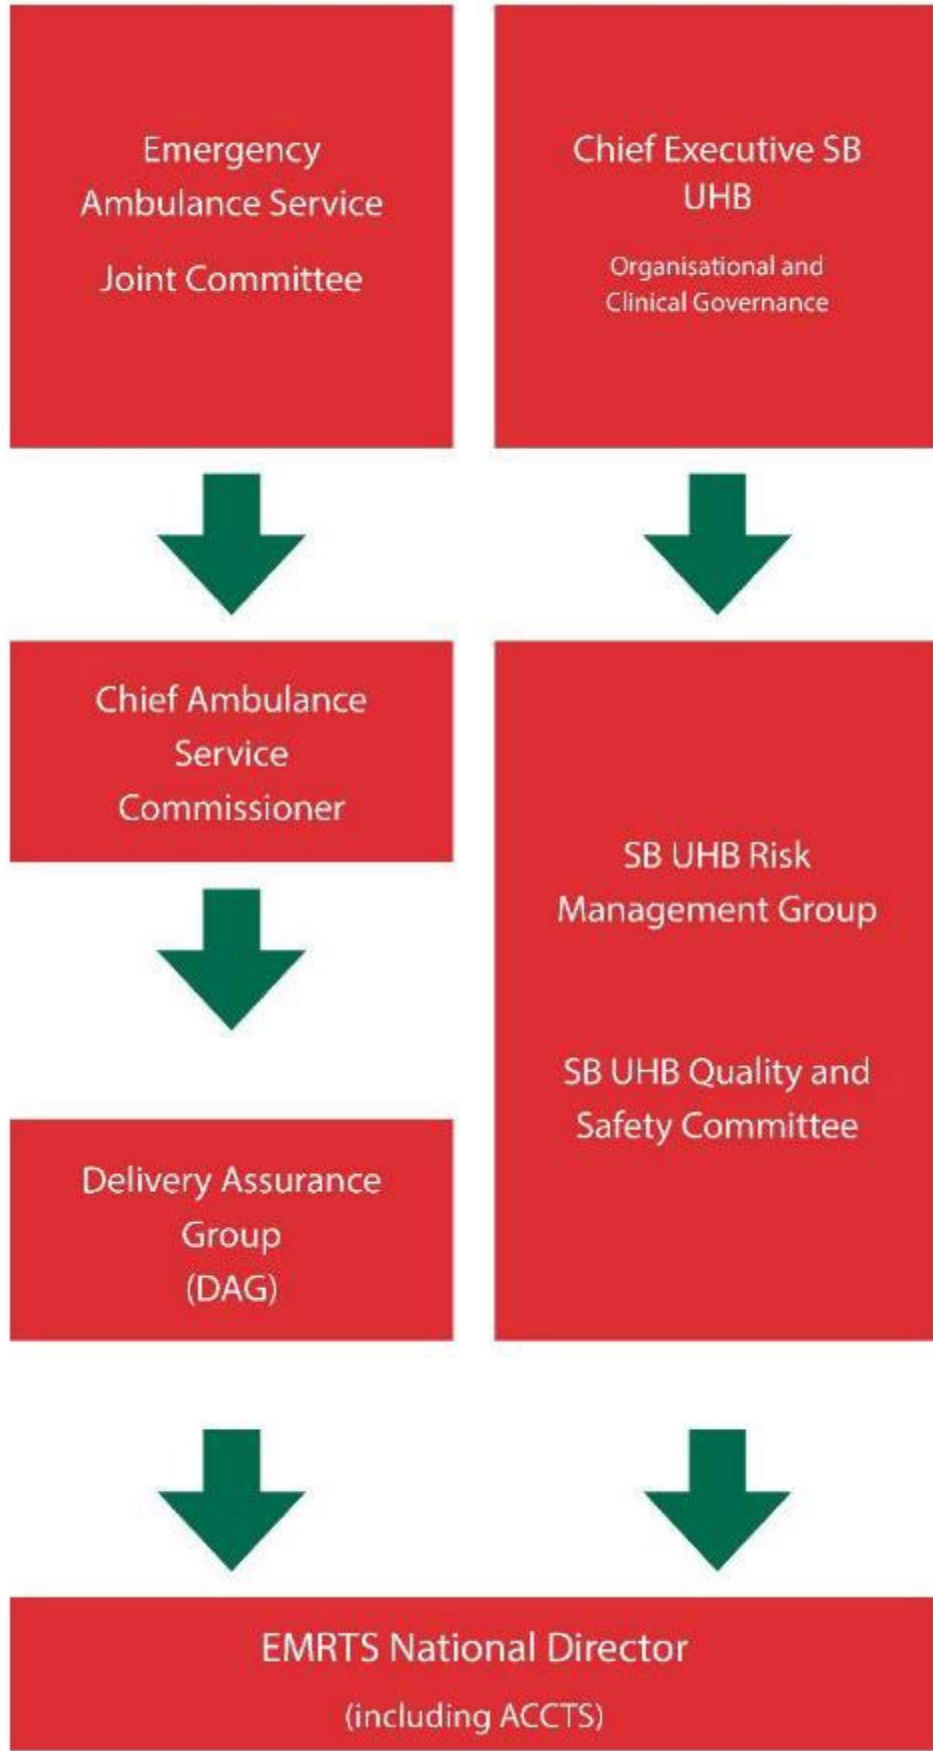 Emergency
Ambulance Service
Joint Committee
Chief Executive SB
UHB
Organisational and
Clinical Governance
Chief Ambulance
Service
Commissioner
SB UHB Risk
Management Group
SB UHB Quality and
Safety Committee
Delivery Assurance
Group
(DAG)
EMRTS National Director
(including ACCTS)